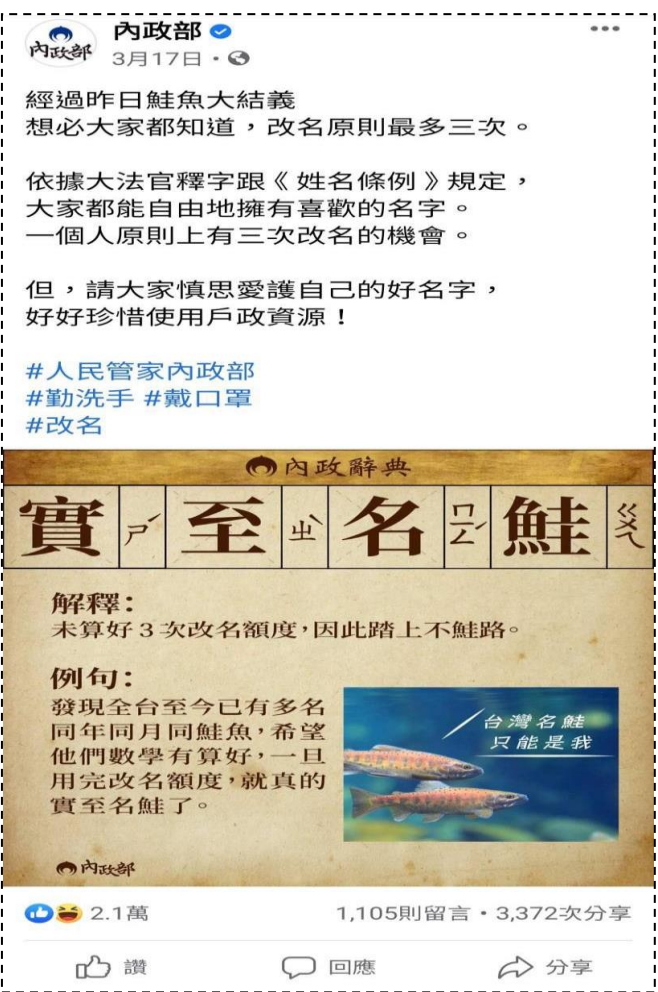 內政部
內政部
3月17日·
經過昨日鮭魚大結義
想必大家都知道，改名原則最多三次。
依據大法官釋字跟《姓名條例》規定，
大家都能自由地擁有喜歡的名字。
一個人原則上有三次改名的機會。
但，請大家慎思愛護自己的好名字，
好好珍惜使用戶政資源！
#人民管家內政部
#勤洗手 #戴口罩
#改名
內政辭典
實 ㄕˊ 至 ㄓˋ 名 ㄇㄧㄥˊ 鮭 ㄍㄨㄟ
解釋：
未算好3次改名額度，因此踏上不鮭路。
例句：
發現全台至今已有多名
同年同月同鮭魚，希望
他們數學有算好，一旦
用完改名額度，就真的
實至名鮭了。
台灣名鮭
只能是我
內政部
2.1萬
1,105則留言·3,372次分享
讚 回應 分享